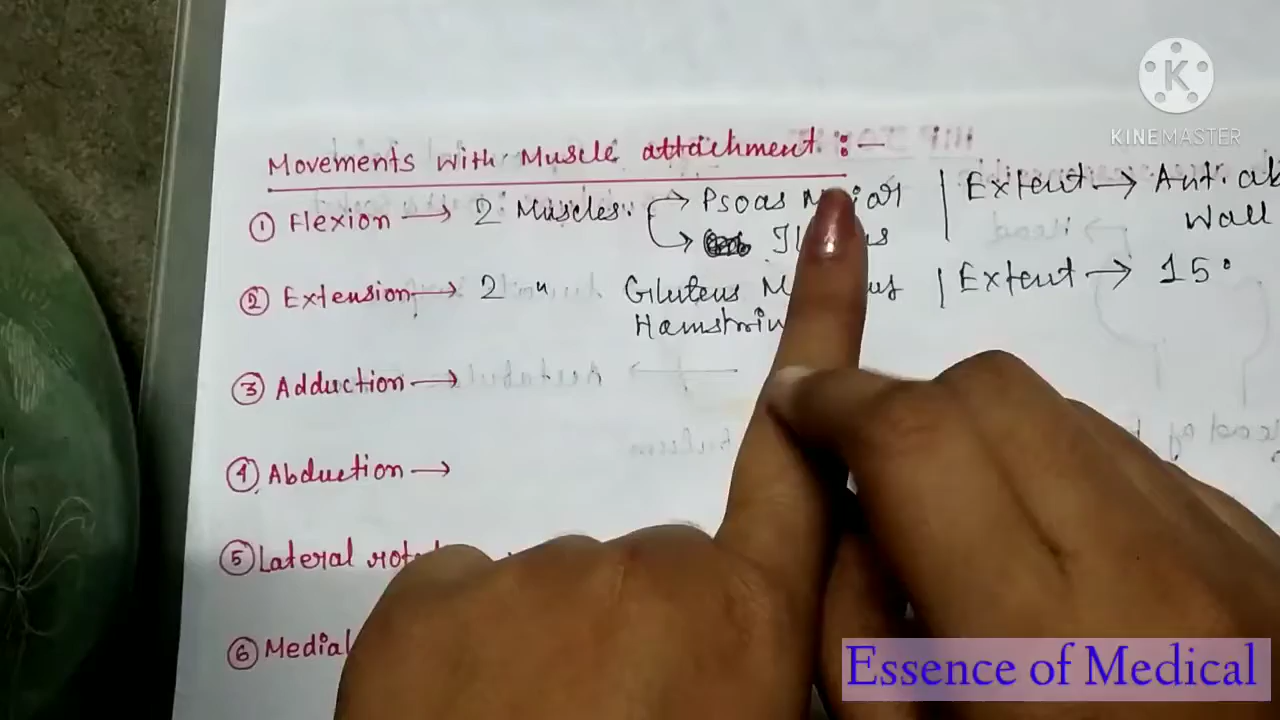 KINEMASTER
Movements with Muscle attachment :-
① Flexion → 2 Muscles. → Psoas | Extent → Ant.
→ Wall
② Extension → 2 " Gluteus | Extent → 15°
③ Adduction →
④ Abduction →
⑤ Lateral
⑥ Medial
Essence of Medical